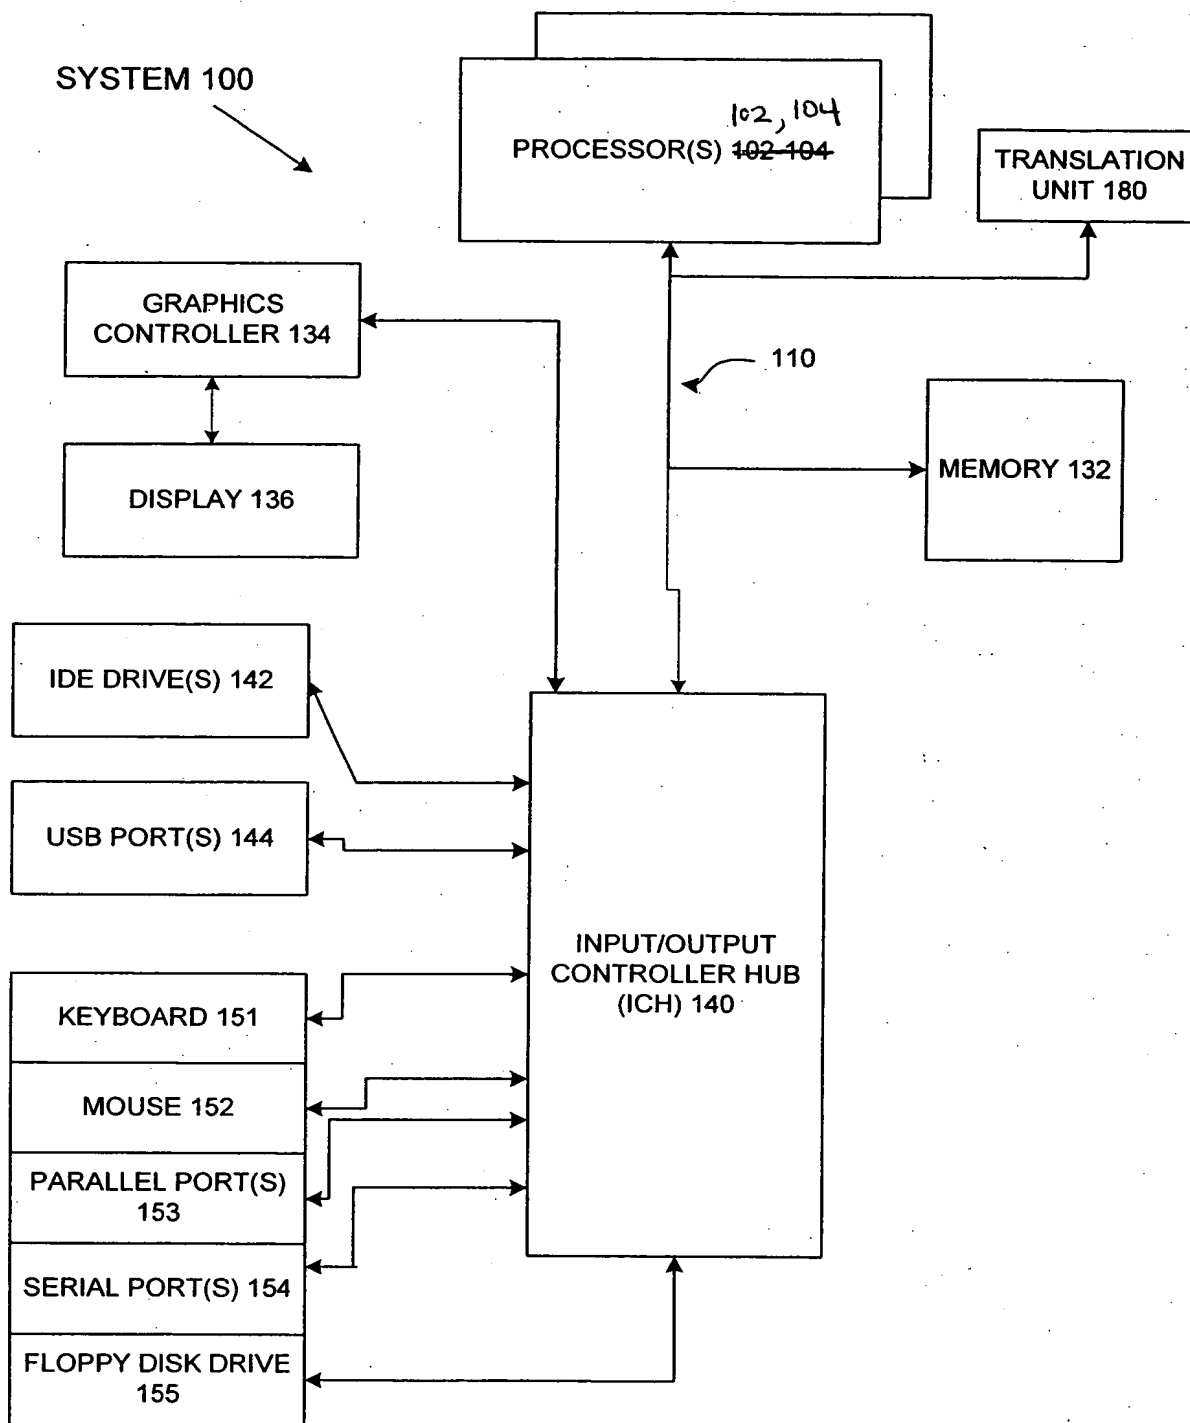 SYSTEM 100
102, 104
PROCESSOR(S) 102-104
TRANSLATION
UNIT 180
GRAPHICS
CONTROLLER 134
110
MEMORY 132
DISPLAY 136
IDE DRIVE(S) 142
USB PORT(S) 144
INPUT/OUTPUT
CONTROLLER HUB
(ICH) 140
KEYBOARD 151
MOUSE 152
PARALLEL PORT(S)
153
SERIAL PORT(S) 154
FLOPPY DISK DRIVE
155